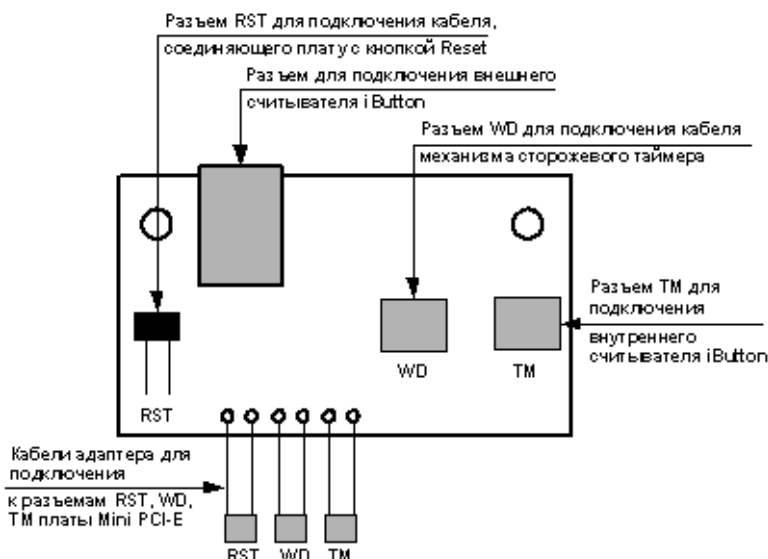 Разъем RST для подключения кабеля,
соединяющего плату с кнопкой Reset
Разъем для подключения внешнего
считывателя iButton
Разъем WD для подключения кабеля
механизма сторожевого таймера
Разъем TM для
подключения
внутреннего
считывателя iButton
WD
TM
RST
Кабели адаптера для
подключения
к разъемам RST, WD,
TM платы Mini PCI-E
RST WD TM